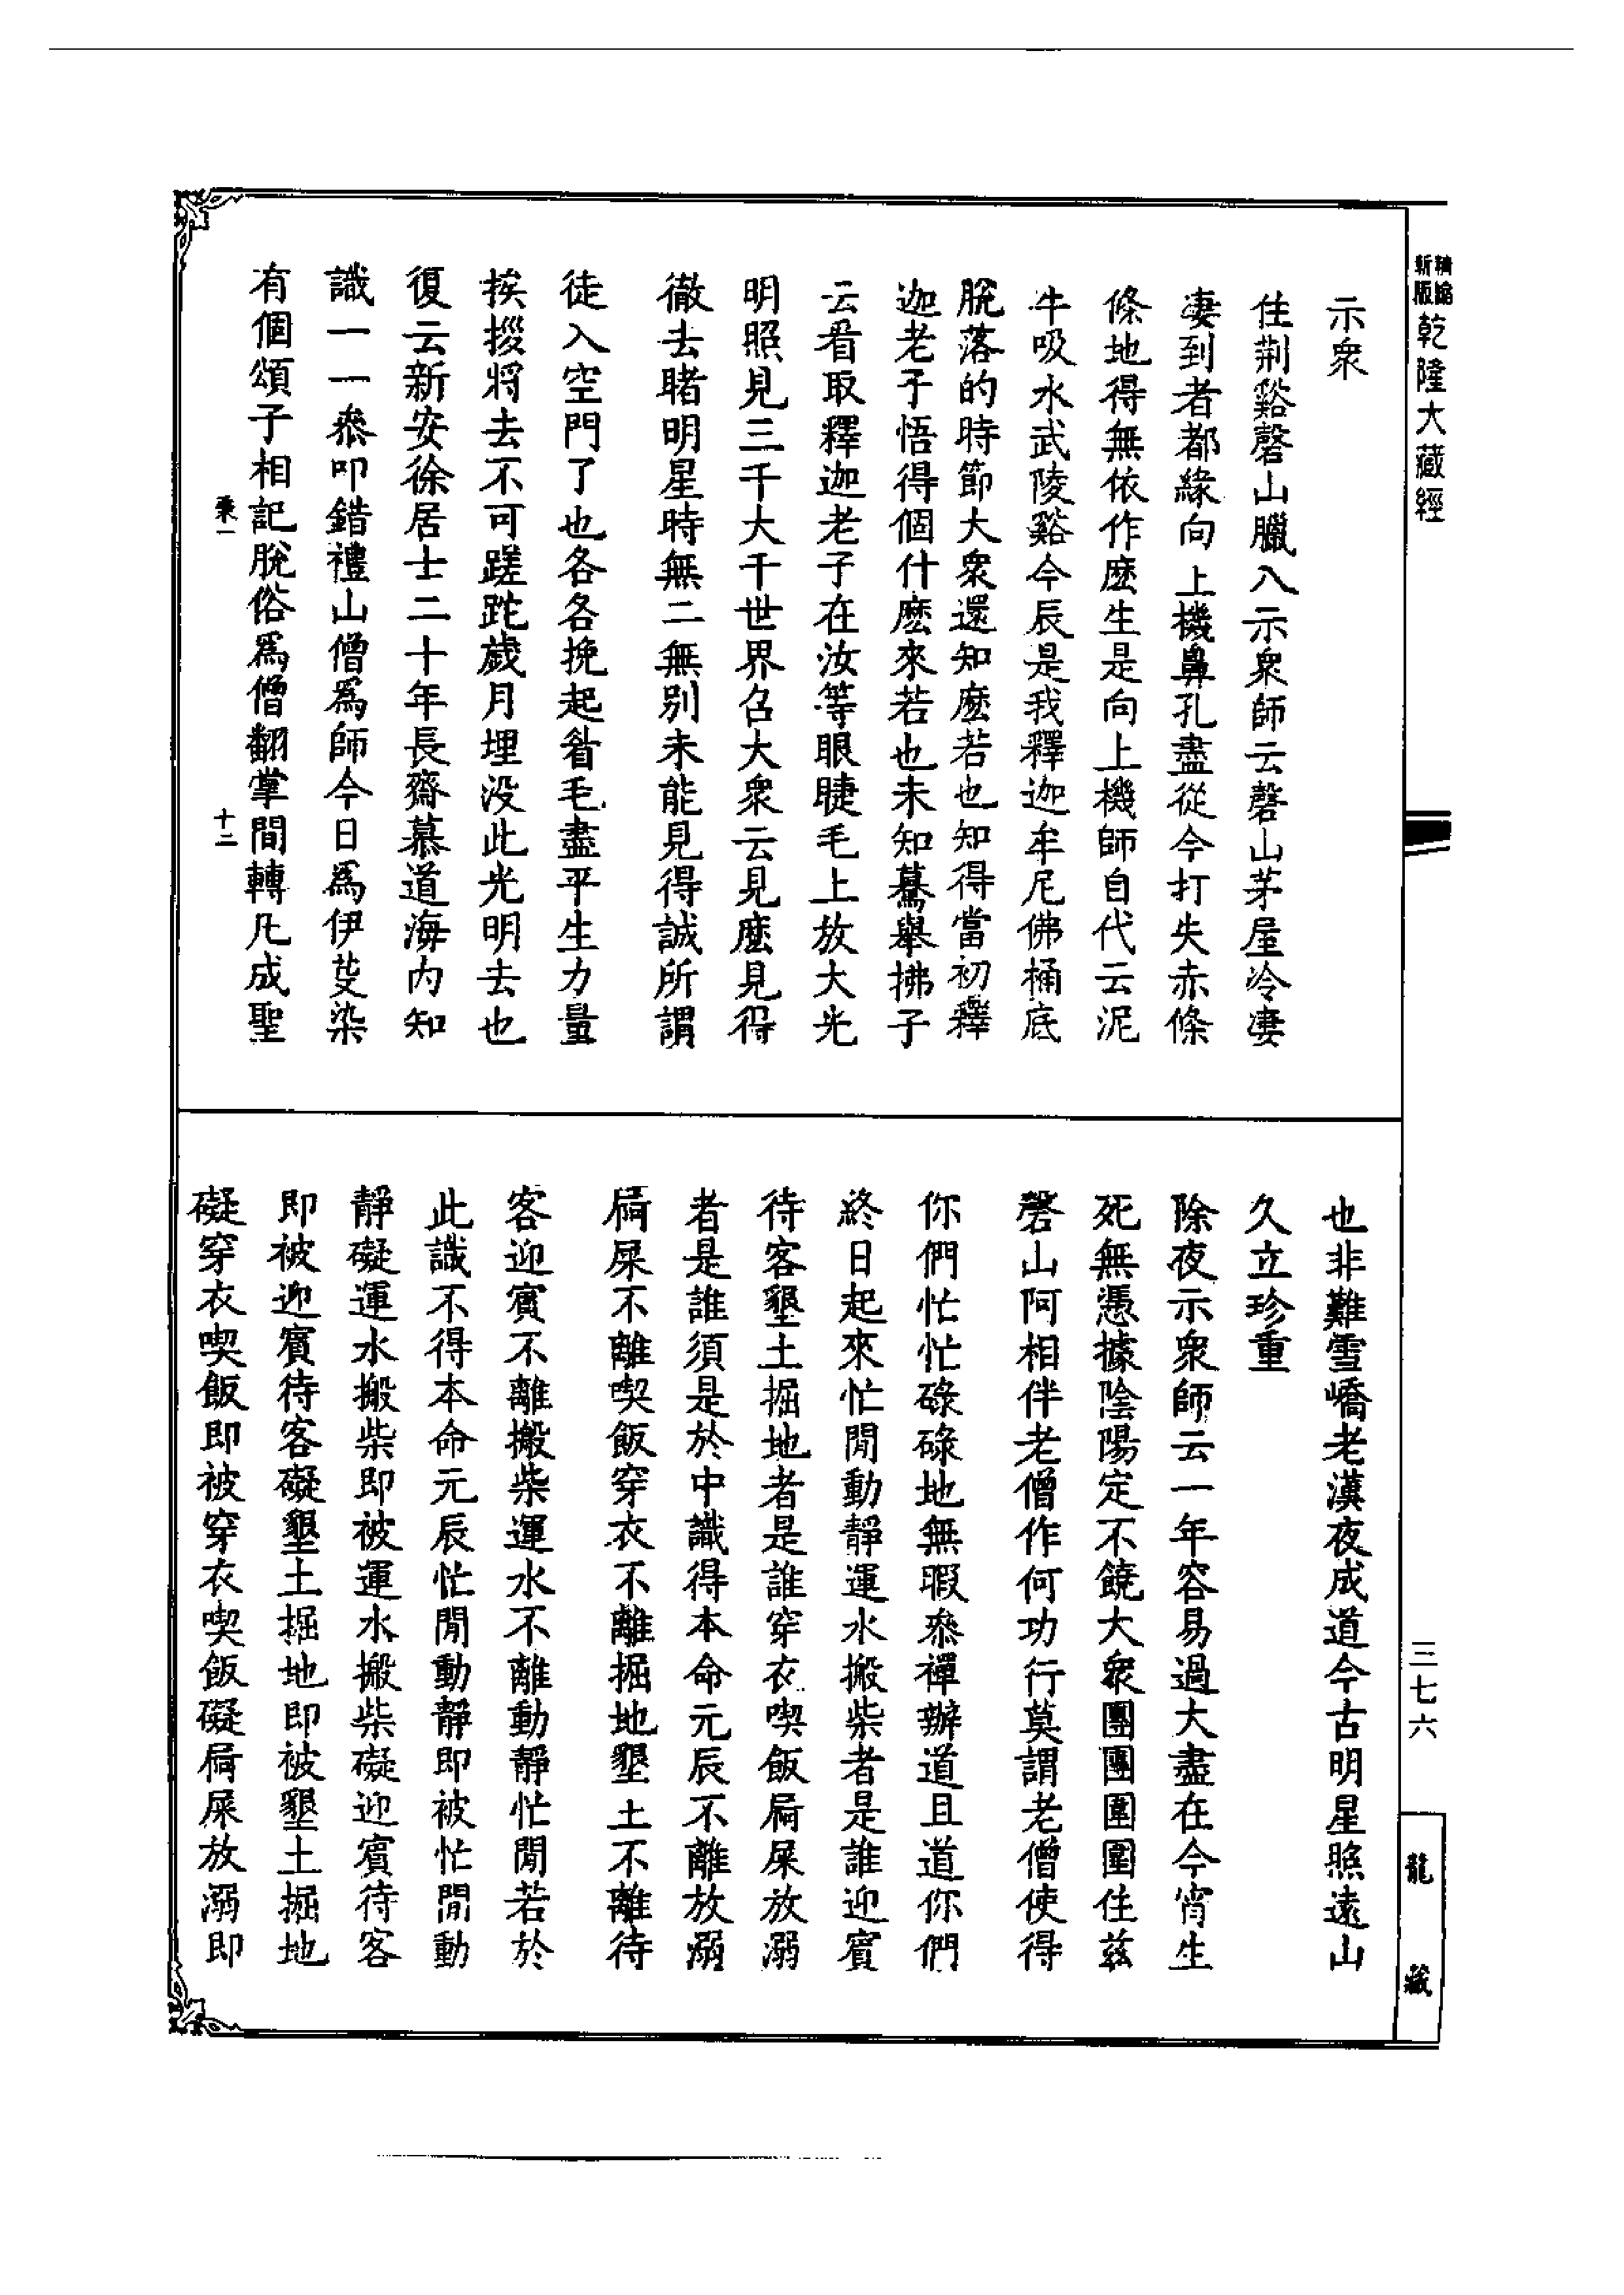 精縮
新版
乾隆大藏經
示衆
住荆谿磬山臘八示衆師云磬山茅屋冷凄
凄到者都緣向上機鼻孔盡從今打失赤條
條地得無依作麽生是向上機師自代云泥
牛吸水武陵谿今辰是我釋迦牟尼佛桶底
脫落的時節大衆還知麽若也知得當初釋
迦老子悟得個什麽來若也未知驀舉拂子
云看取釋迦老子在汝等眼睫毛上放大光
明照見三千大千世界召大衆云見麽見得
徹去睹明星時無二無别未能見得誠所謂
徒入空門了也各各挽起眉毛盡平生力量
挨拶將去不可蹉跎歲月埋没此光明去也
復云新安徐居士二十年長齋慕道海内知
識一一叅叩錯禮山僧爲師今日爲伊芟染
有個頌子相記脫俗爲僧翻掌間轉凡成聖
乘一
十二
也非難雪嶠老漢夜成道今古明星照遠山
久立珍重
除夜示衆師云一年容易過大盡在今宵生
死無憑據陰陽定不饒大衆團團圍圍住茲
磬山阿相伴老僧作何功行莫謂老僧使得
你們忙忙碌碌地無暇叅禪辦道且道你們
終日起來忙閒動靜運水搬柴者是誰迎賓
待客墾土掘地者是誰穿衣喫飯屙屎放溺
者是誰須是於中識得本命元辰不離放溺
屙屎不離喫飯穿衣不離掘地墾土不離待
客迎賓不離搬柴運水不離動靜忙閒若於
此識不得本命元辰忙閒動靜即被忙閒動
靜礙運水搬柴即被運水搬柴礙迎賓待客
即被迎賓待客礙墾土掘地即被墾土掘地
礙穿衣喫飯即被穿衣喫飯礙屙屎放溺即
三七六
龍藏